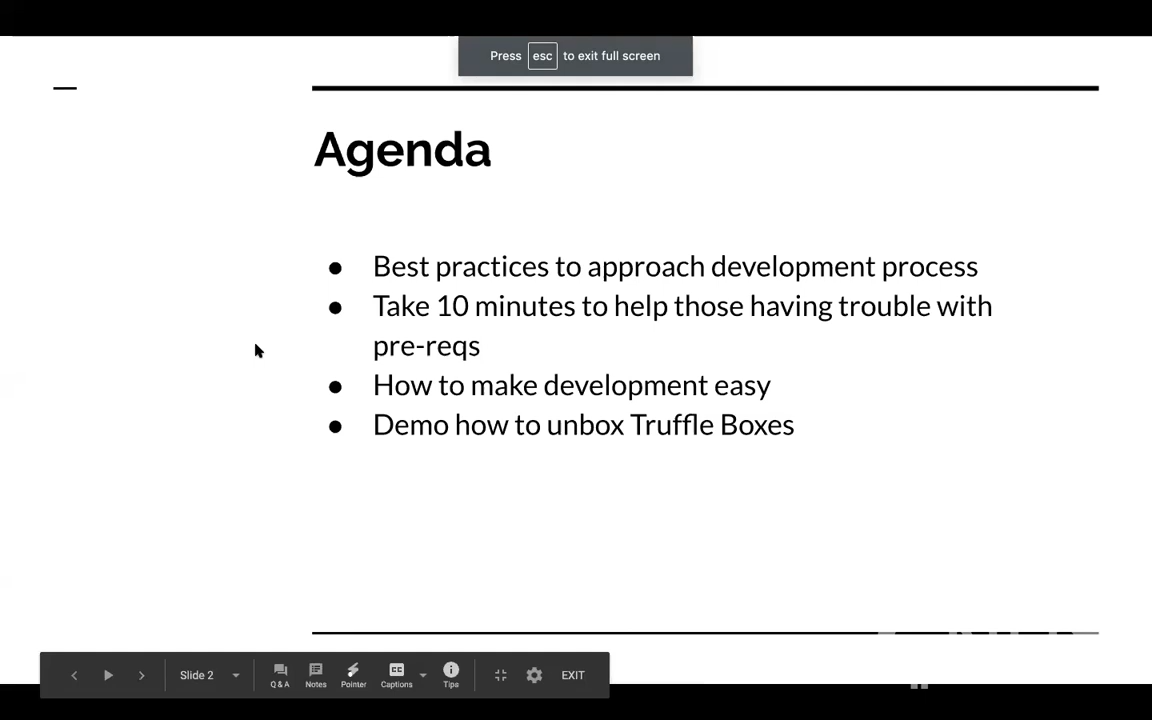 Press esc to exit full screen
Agenda
● Best practices to approach development process
● Take 10 minutes to help those having trouble with
pre-reqs
● How to make development easy
● Demo how to unbox Truffle Boxes
Slide 2
Q & A
Notes
Pointer
CC
Captions
Tips
EXIT